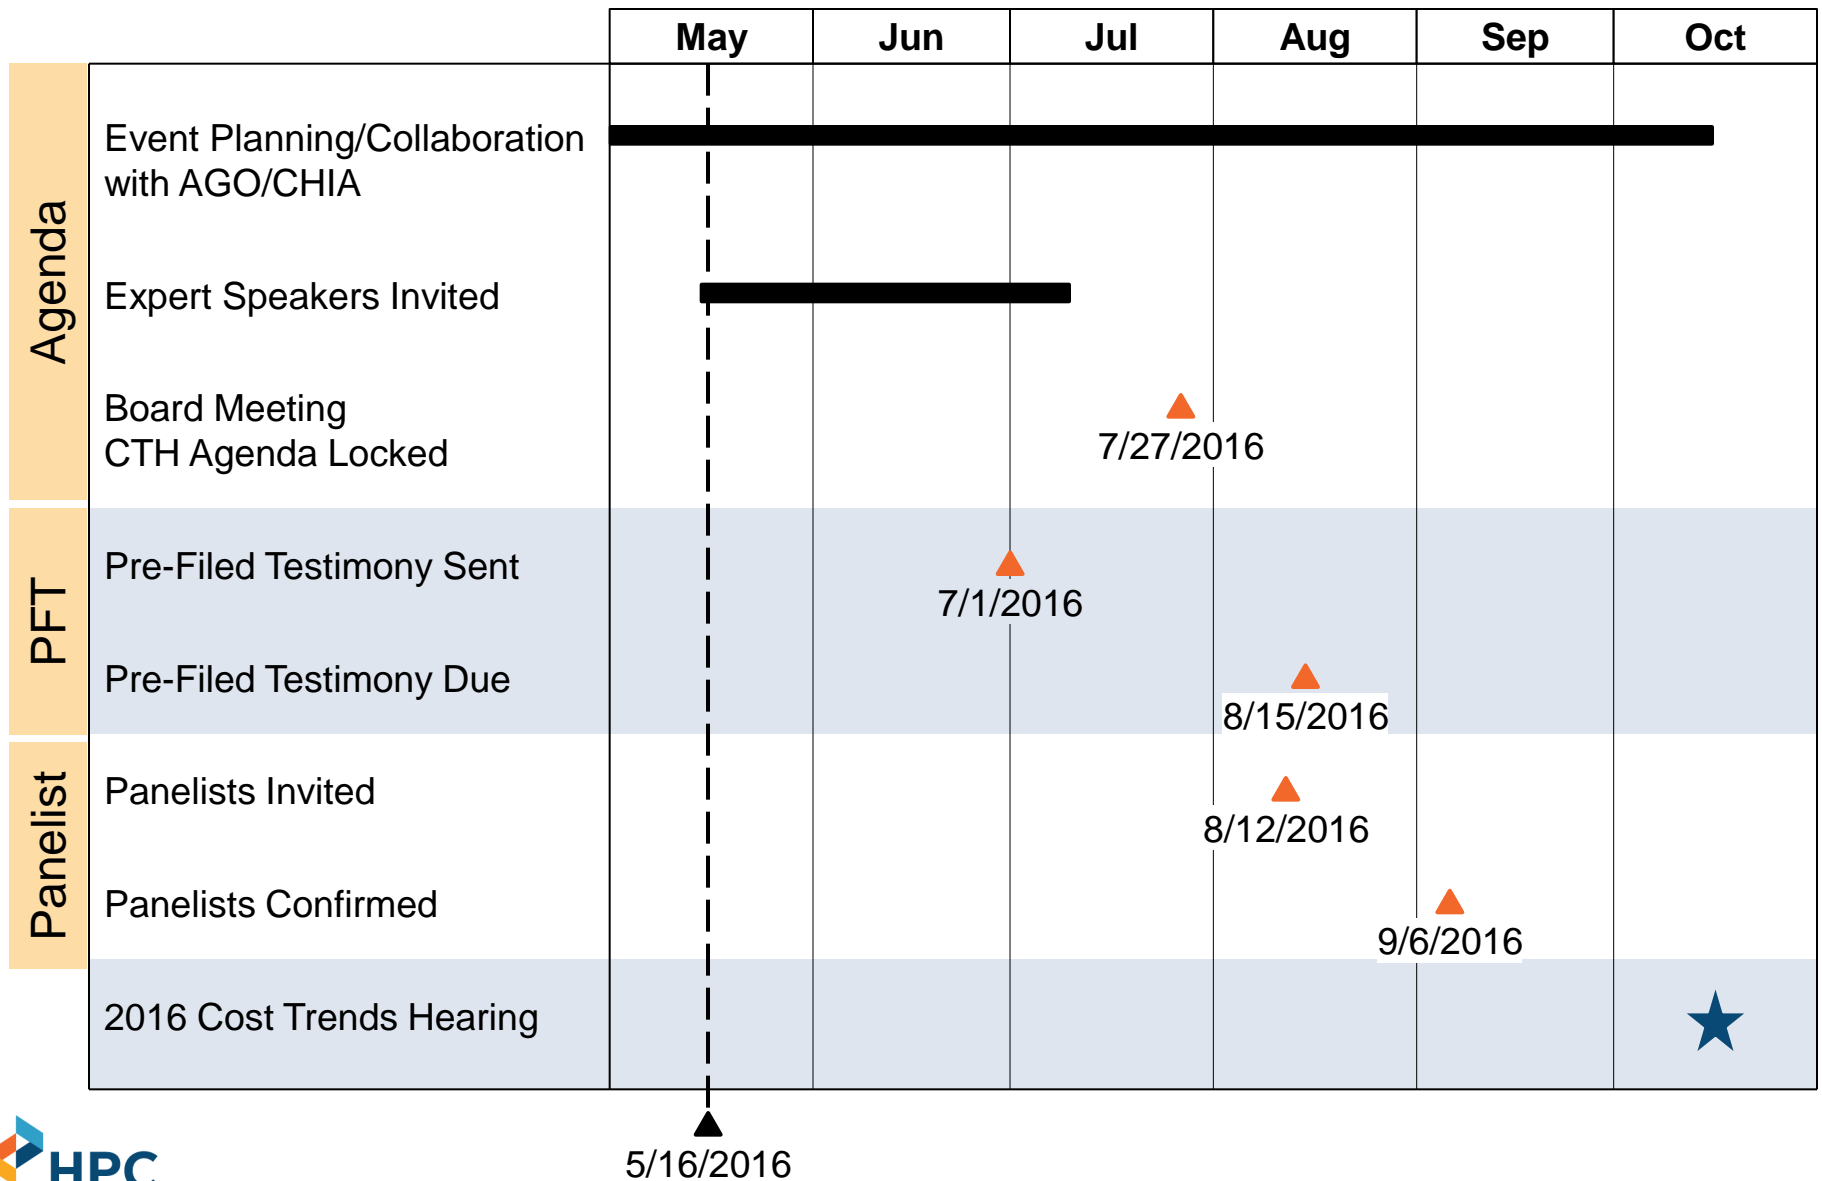 May Jun Jul Aug Sep Oct
Agenda
Event Planning/Collaboration
with AGO/CHIA
Expert Speakers Invited
Board Meeting
CTH Agenda Locked
7/27/2016
PFT
Pre-Filed Testimony Sent
7/1/2016
Pre-Filed Testimony Due
8/15/2016
Panelist
Panelists Invited
8/12/2016
Panelists Confirmed
9/6/2016
2016 Cost Trends Hearing
5/16/2016
HPC